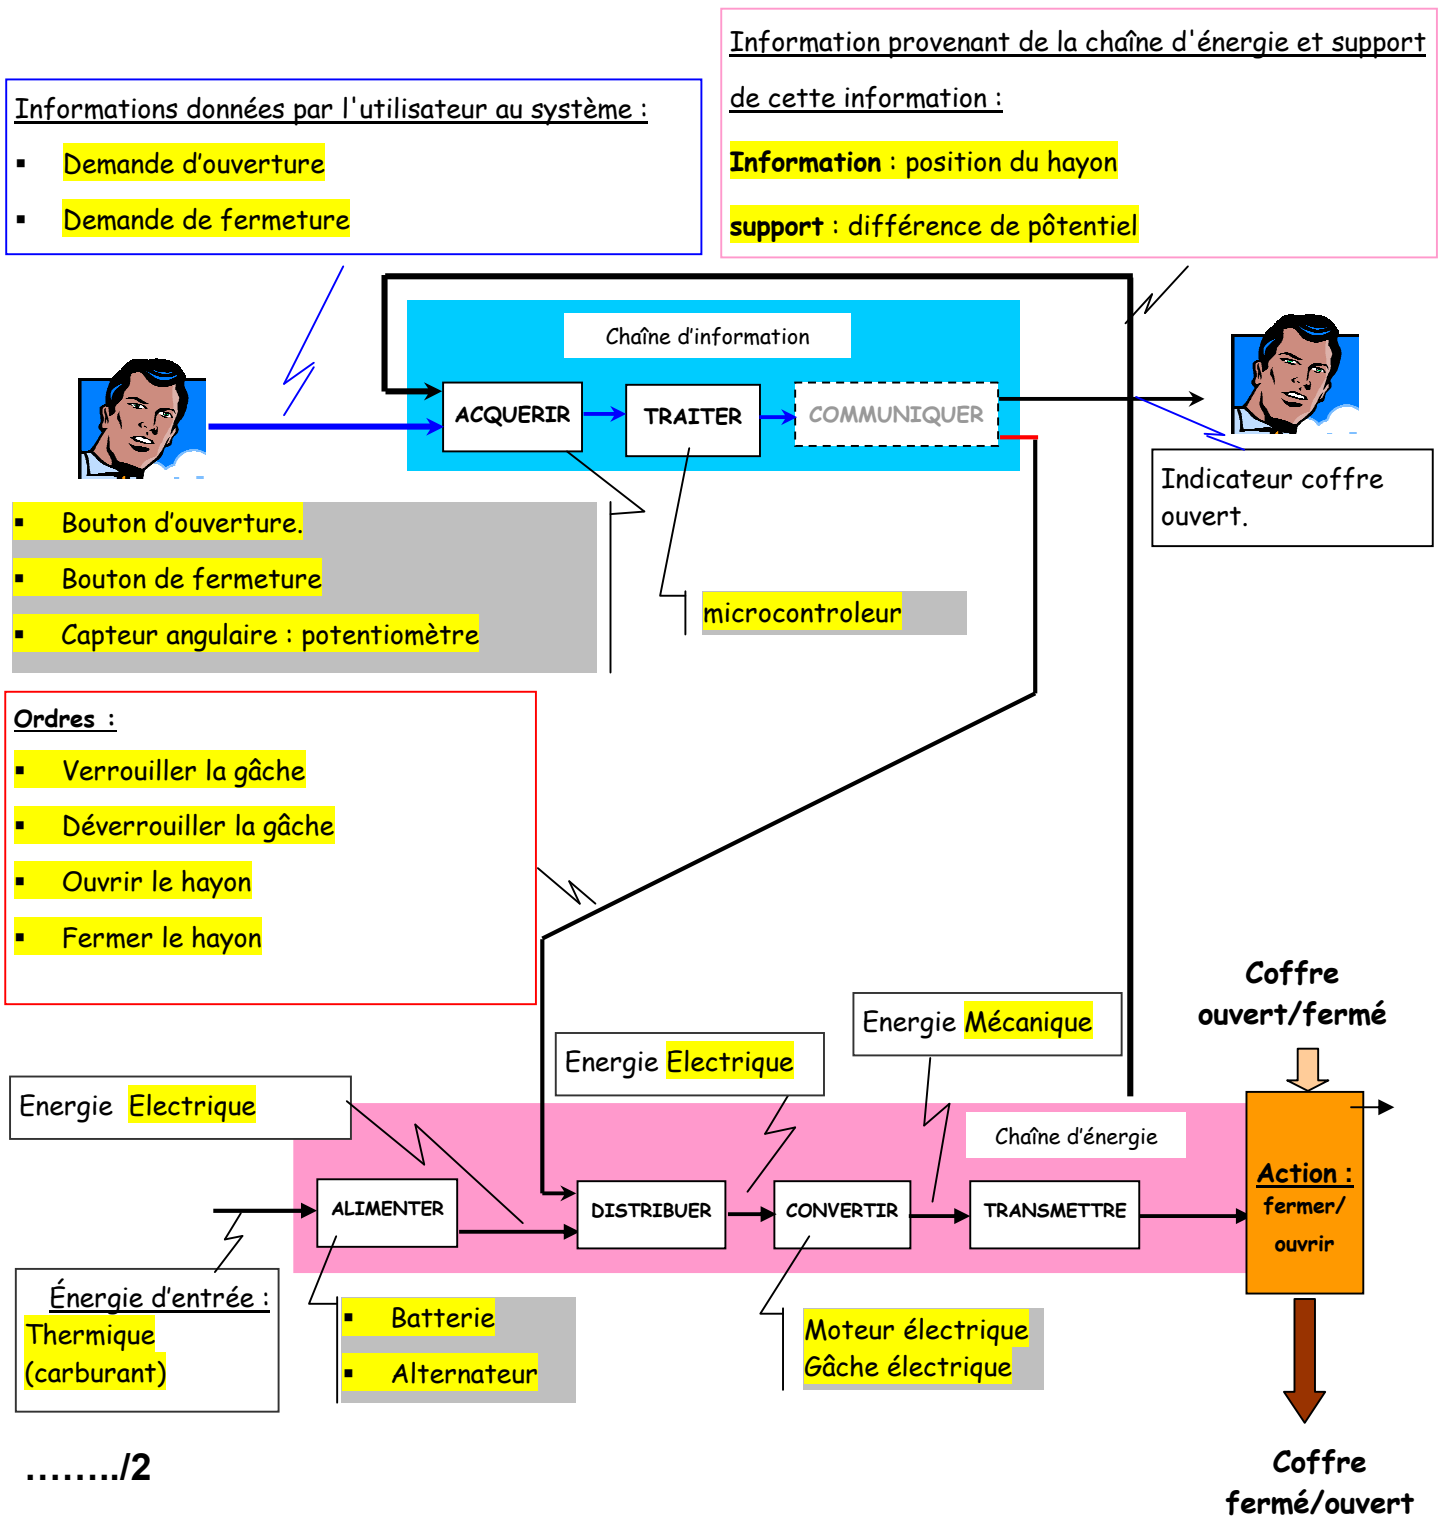 Information provenant de la chaîne d'énergie et support
de cette information :
Information : position du hayon
support : différence de pôtentiel
Informations données par l'utilisateur au système :
▪ Demande d'ouverture
▪ Demande de fermeture
Chaîne d'information
ACQUERIR
TRAITER
COMMUNIQUER
Indicateur coffre
ouvert.
▪ Bouton d'ouverture.
▪ Bouton de fermeture
▪ Capteur angulaire : potentiomètre
microcontroleur
Ordres :
▪ Verrouiller la gâche
▪ Déverrouiller la gâche
▪ Ouvrir le hayon
▪ Fermer le hayon
Coffre
ouvert/fermé
Energie Mécanique
Energie Electrique
Energie Electrique
Chaîne d'énergie
ALIMENTER
DISTRIBUER
CONVERTIR
TRANSMETTRE
Action :
fermer/
ouvrir
Énergie d'entrée :
Thermique
(carburant)
▪ Batterie
▪ Alternateur
Moteur électrique
Gâche électrique
Coffre
fermé/ouvert
……../2